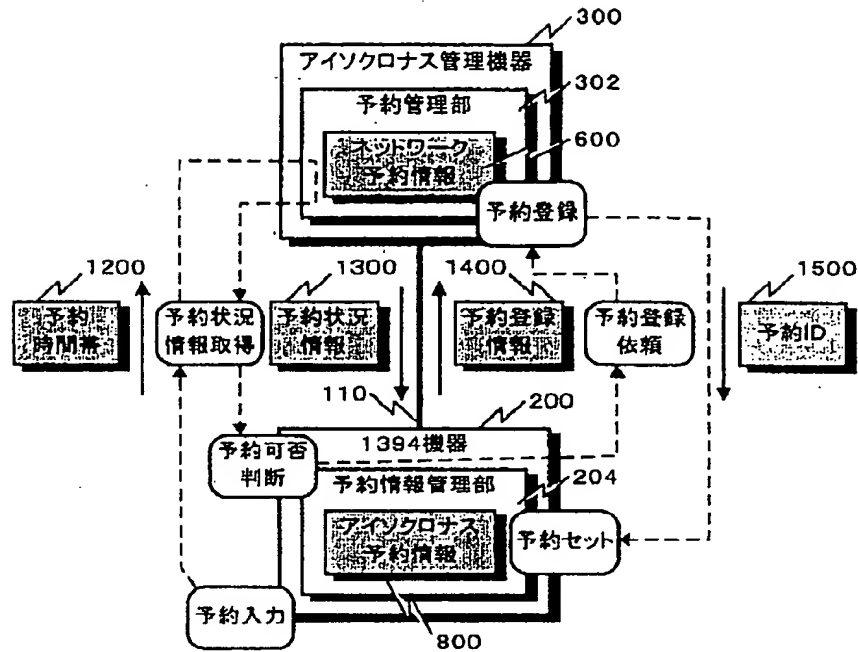 300
アイソクロナス管理機器
302
予約管理部
600
ネットワーク
予約情報
予約登録
1200
1300
1400
1500
予約
時間帯
予約状況
情報取得
予約状況
情報
予約登録
情報
予約登録
依頼
予約ID
110
200
1394機器
予約可否
判断
予約情報管理部
204
アイソクロナス
予約情報
予約セット
予約入力
800